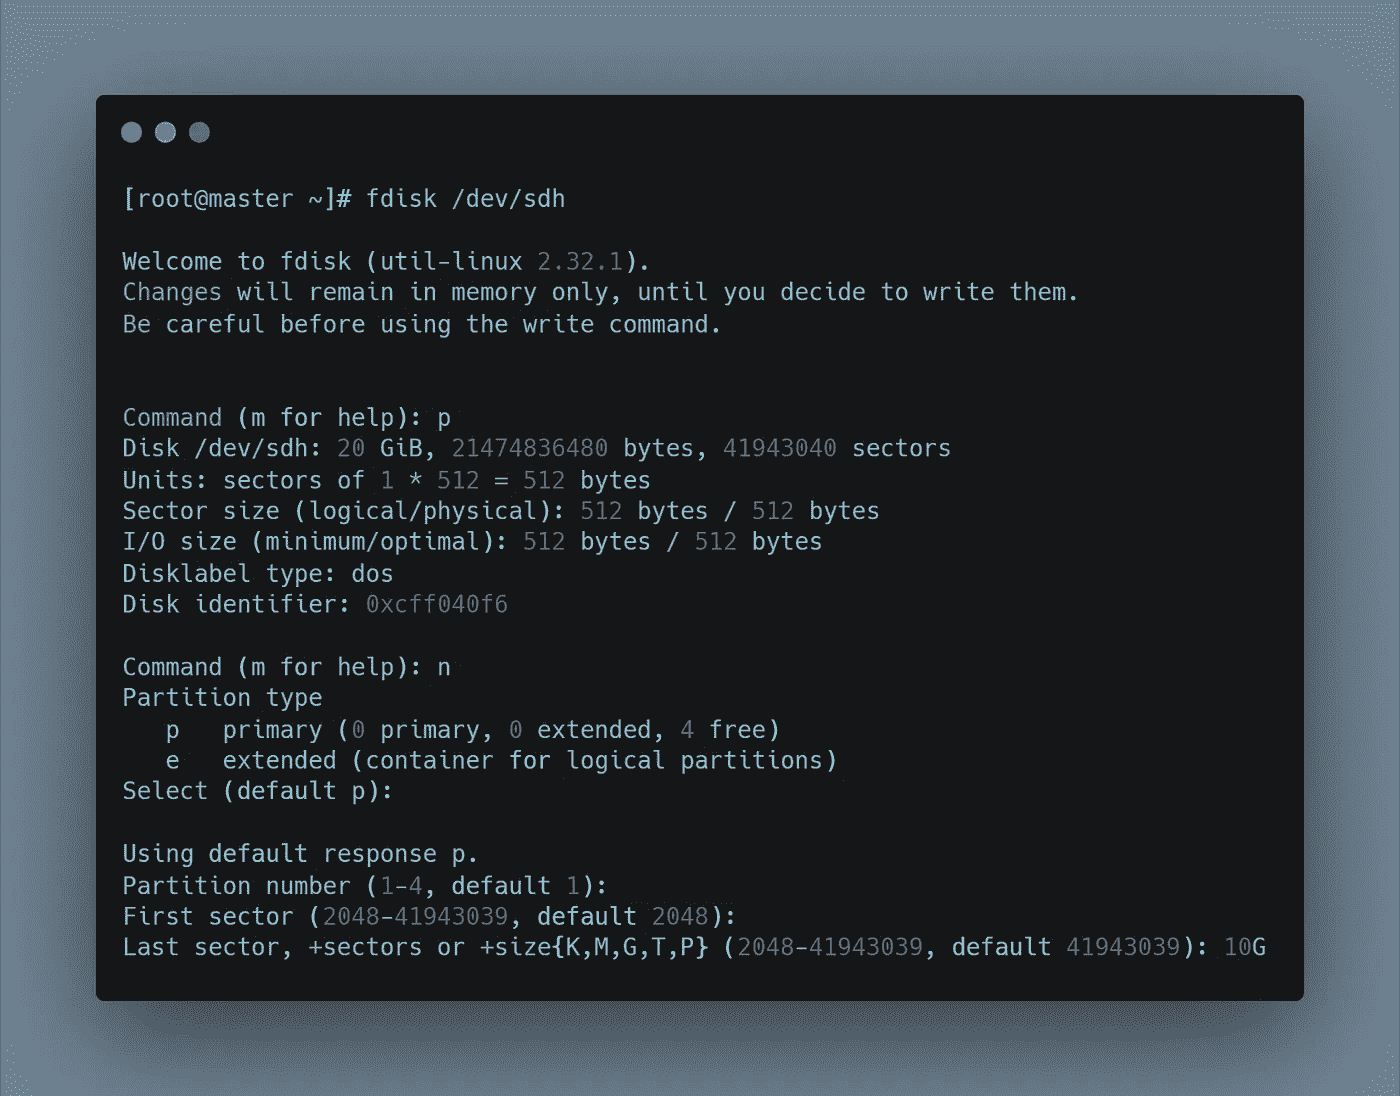 [root@master ~]# fdisk /dev/sdh
Welcome to fdisk (util-linux 2.32.1).
Changes will remain in memory only, until you decide to write them.
Be careful before using the write command.
Command (m for help): p
Disk /dev/sdh: 20 GiB, 21474836480 bytes, 41943040 sectors
Units: sectors of 1 * 512 = 512 bytes
Sector size (logical/physical): 512 bytes / 512 bytes
I/O size (minimum/optimal): 512 bytes / 512 bytes
Disklabel type: dos
Disk identifier: 0xcff040f6
Command (m for help): n
Partition type
   p   primary (0 primary, 0 extended, 4 free)
   e   extended (container for logical partitions)
Select (default p):
Using default response p.
Partition number (1-4, default 1):
First sector (2048-41943039, default 2048):
Last sector, +sectors or +size{K,M,G,T,P} (2048-41943039, default 41943039): 10G